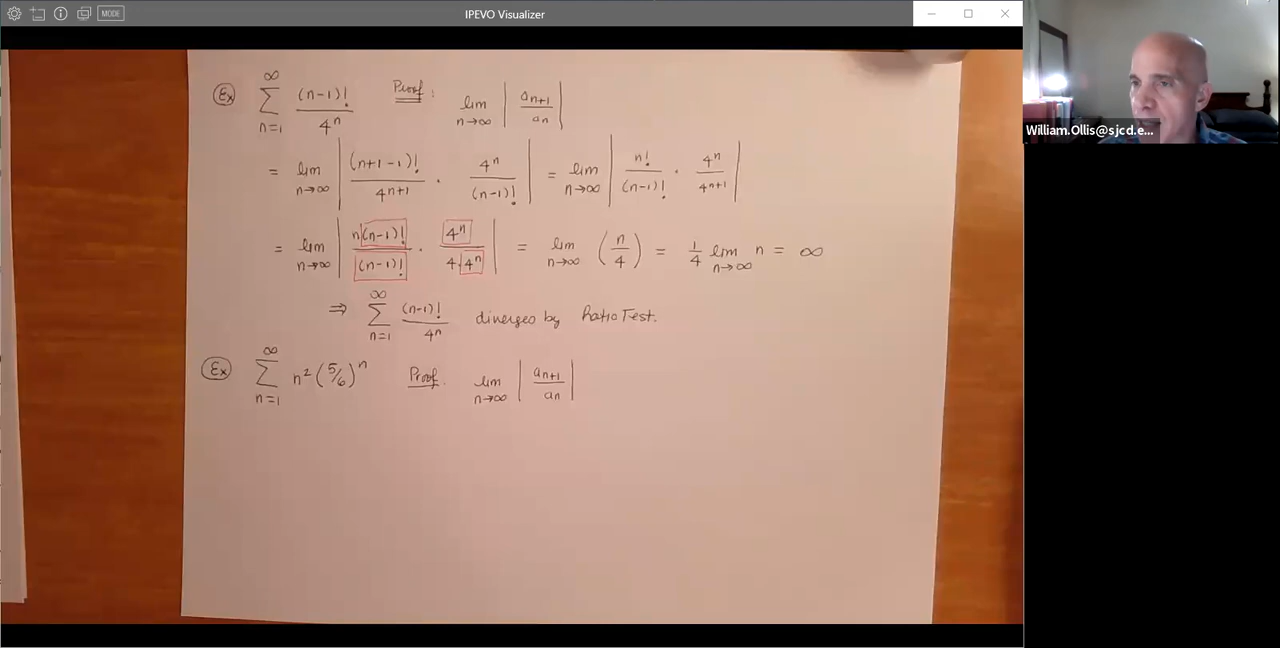 MODE
IPEVO Visualizer
William.Ollis@sjcd.e...
Ex ∑_{n=1}^{∞} (n-1)!/4^n Proof: lim_{n→∞} |a_{n+1}/a_n|
= lim_{n→∞} |(n+1-1)!/4^{n+1} · 4^n/(n-1)!| = lim_{n→∞} |n!/(n-1)! · 4^n/4^{n+1}|
= lim_{n→∞} |n(n-1)!/(n-1)! · 4^n/4·4^n| = lim_{n→∞} (n/4) = 1/4 lim_{n→∞} n = ∞
⇒ ∑_{n=1}^{∞} (n-1)!/4^n diverges by Ratio Test.
Ex ∑_{n=1}^{∞} n^2(5/6)^n Proof. lim_{n→∞} |a_{n+1}/a_n|